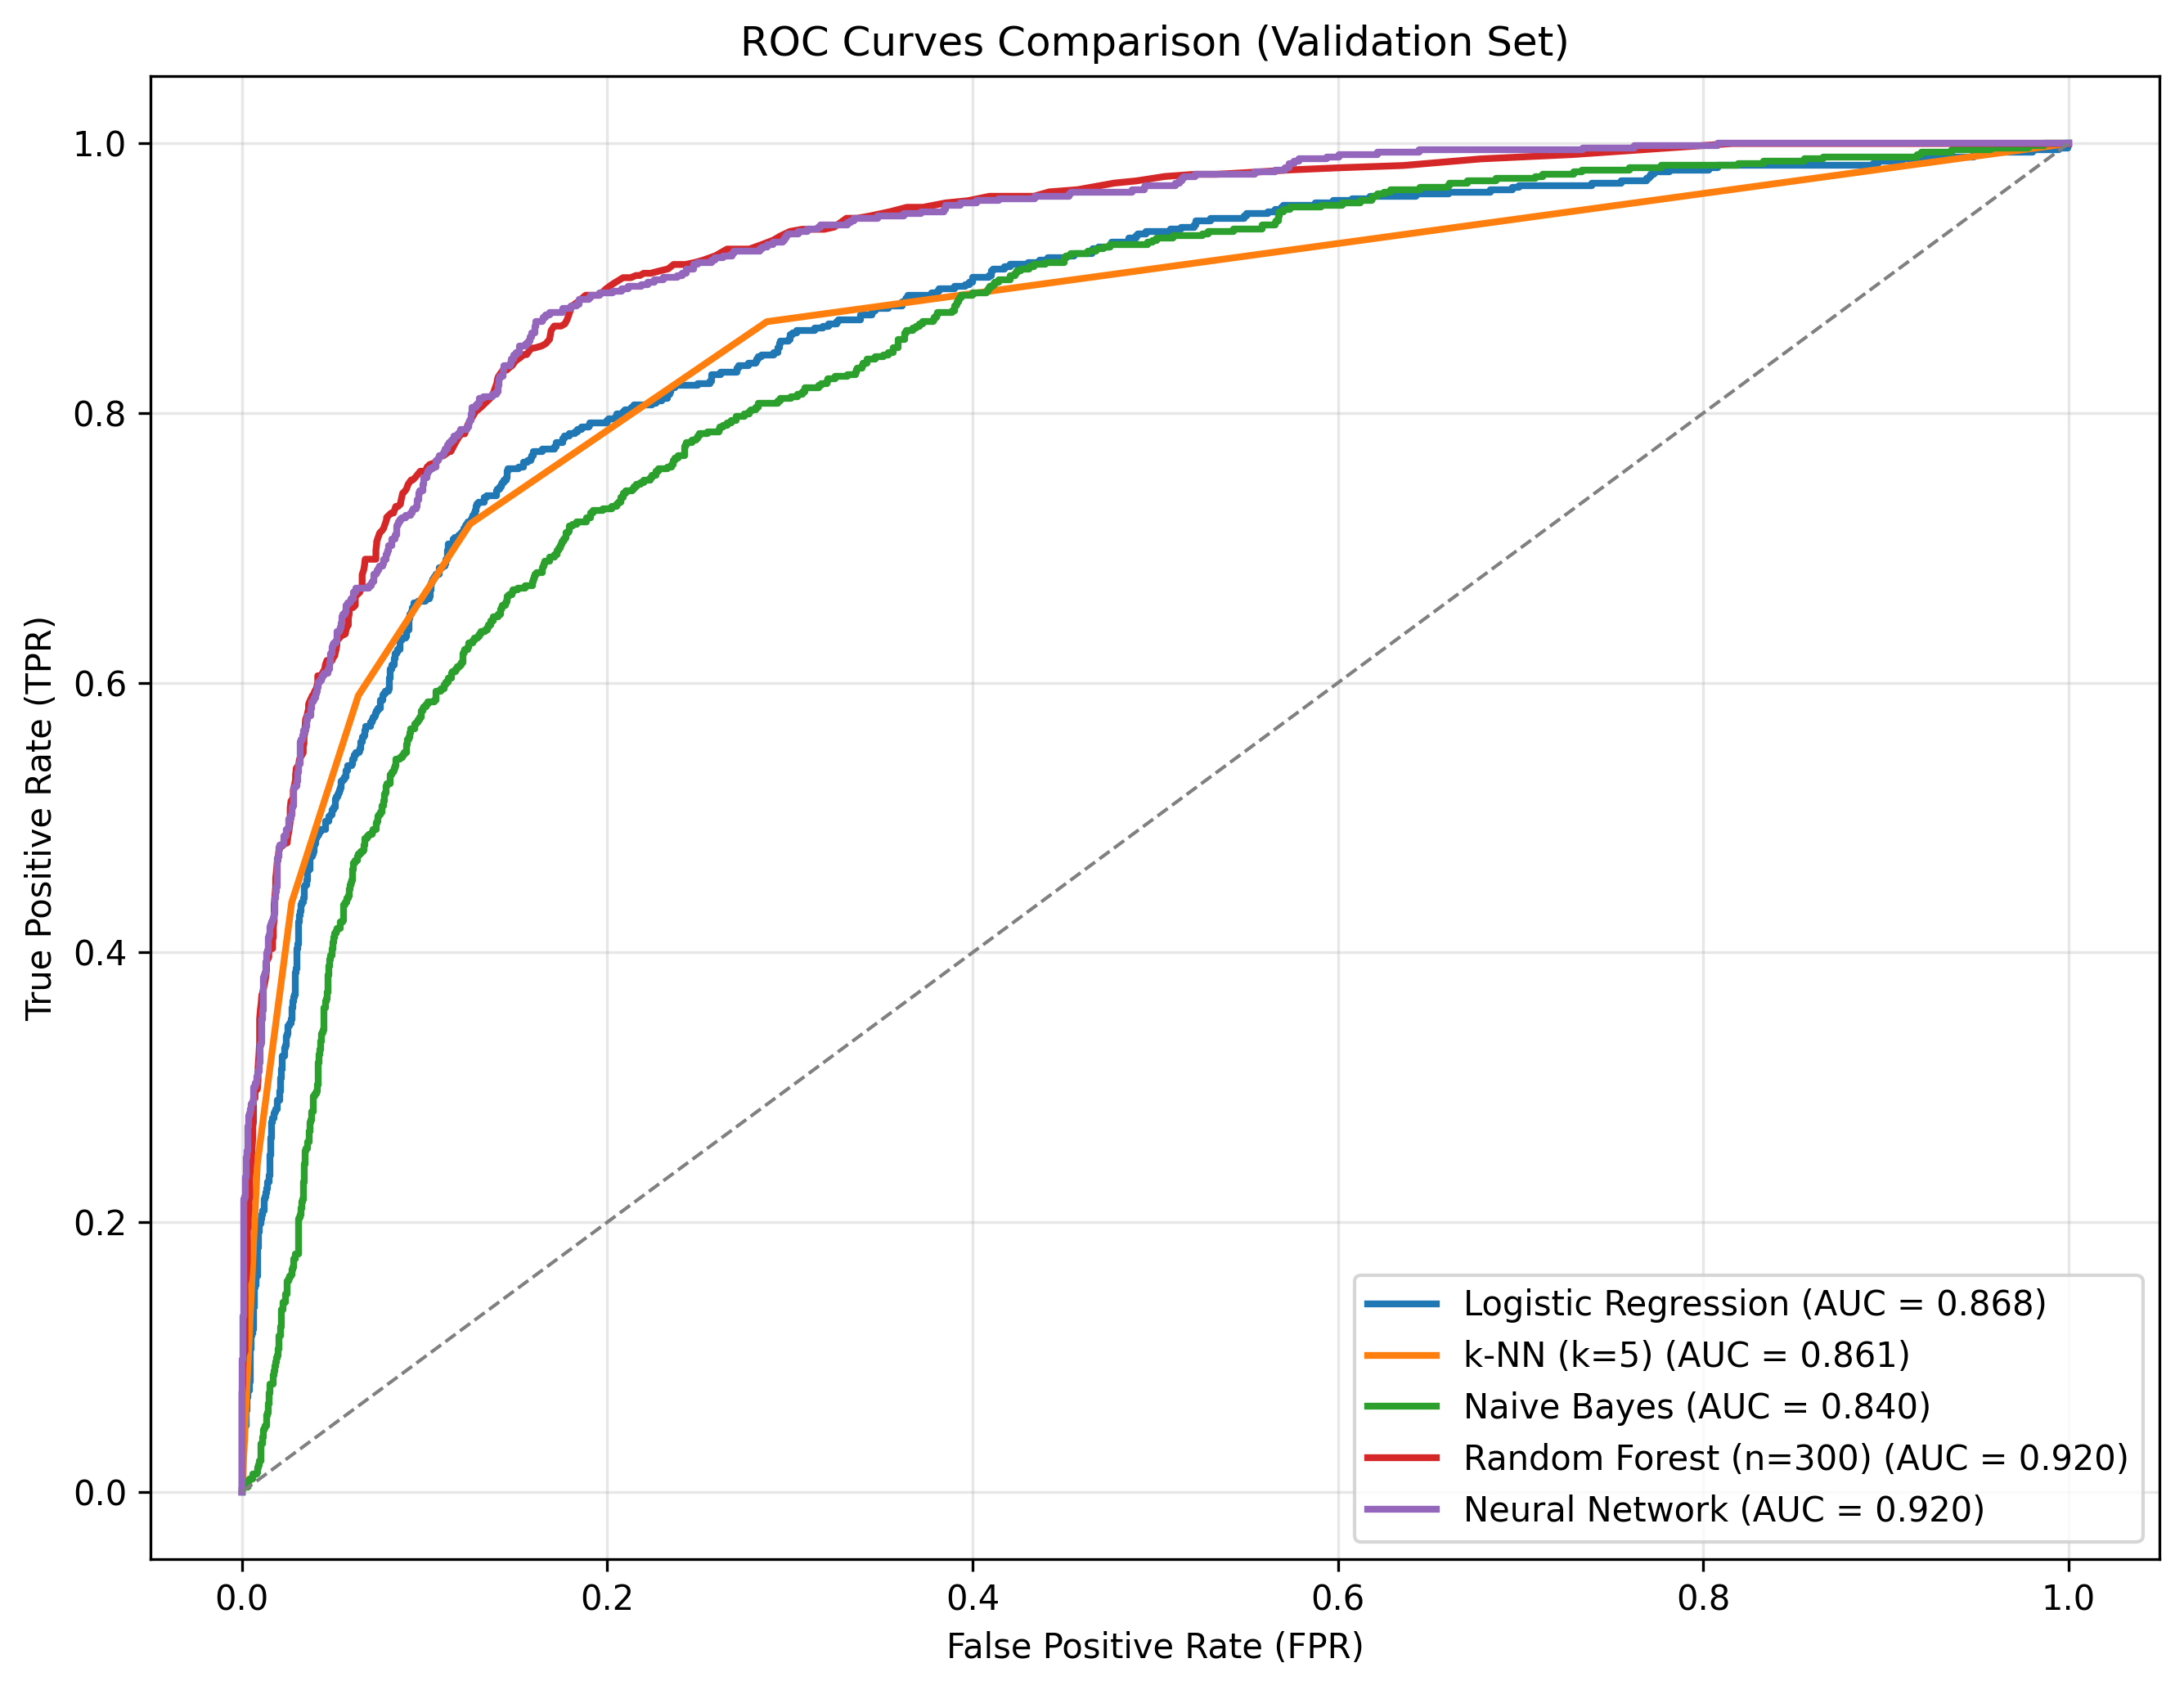 ROC Curves Comparison (Validation Set)
True Positive Rate (TPR)
1.0
0.8
0.6
0.4
0.2
0.0
Logistic Regression (AUC = 0.868)
k-NN (k=5) (AUC = 0.861)
Naive Bayes (AUC = 0.840)
Random Forest (n=300) (AUC = 0.920)
Neural Network (AUC = 0.920)
0.0 0.2 0.4 0.6 0.8 1.0
False Positive Rate (FPR)